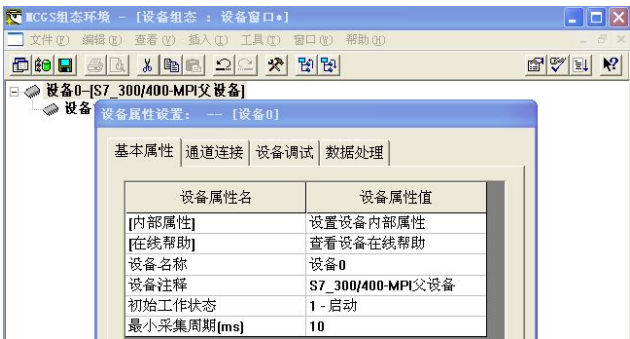 MCGS组态环境 - [设备组态 : 设备窗口*]
文件(F) 编辑(E) 查看(V) 插入(I) 工具(T) 窗口(W) 帮助(H)
设备0-[S7_300/400-MPI父设备]
设备
设备属性设置: -- [设备0]
基本属性 通道连接 设备调试 数据处理
设备属性名 设备属性值
[内部属性] 设置设备内部属性
[在线帮助] 查看设备在线帮助
设备名称 设备0
设备注释 S7_300/400-MPI父设备
初始工作状态 1 - 启动
最小采集周期[ms] 10